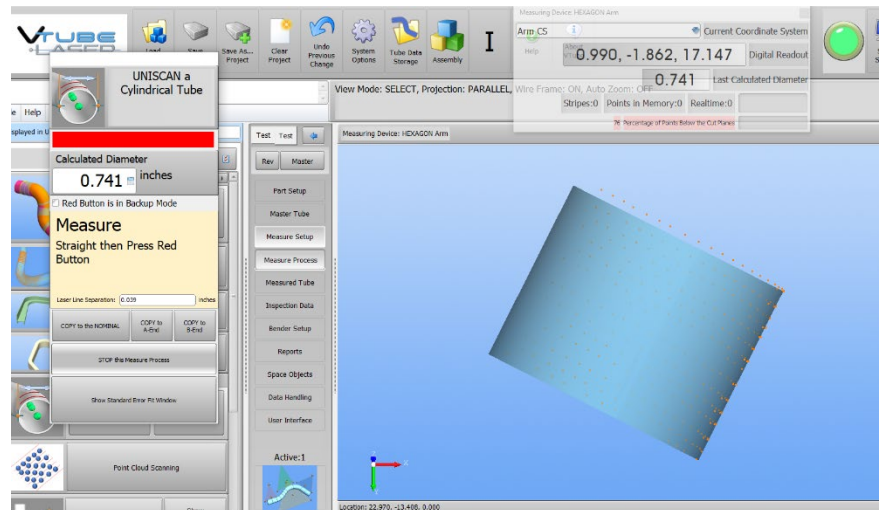 VTUBE
-LASER
Load
Save
Save As...
Project
Clear
Project
Undo
Previous
Change
System
Options
Tube Data
Storage
Assembly
I
Measuring Device: HEXAGON Arm
Arm CS
Current Coordinate System
Help
0.990, -1.862, 17.147
Digital Readout
0.741
Last Calculated Diameter
View Mode: SELECT, Projection: PARALLEL, Wire Frame: ON, Auto Zoom: OFF
Stripes:0 Points in Memory:0 Realtime:0
76 Percentage of Points Below the Cut Planes
UNISCAN a
Cylindrical Tube
Help
Calculated Diameter
0.741
inches
Red Button is in Backup Mode
Measure
Straight then Press Red
Button
Laser Line Separation:
0.039
inches
COPY to the NOMINAL
COPY to
A-End
COPY to
B-End
STOP this Measure Process
Show Standard Error Fit Window
Point Cloud Scanning
Test
Test
Rev
Master
Part Setup
Master Tube
Measure Setup
Measure Process
Measured Tube
Inspection Data
Bender Setup
Reports
Space Objects
Data Handling
User Interface
Active:1
Measuring Device: HEXAGON Arm
X
Location: 22.970, -13.408, 0.000